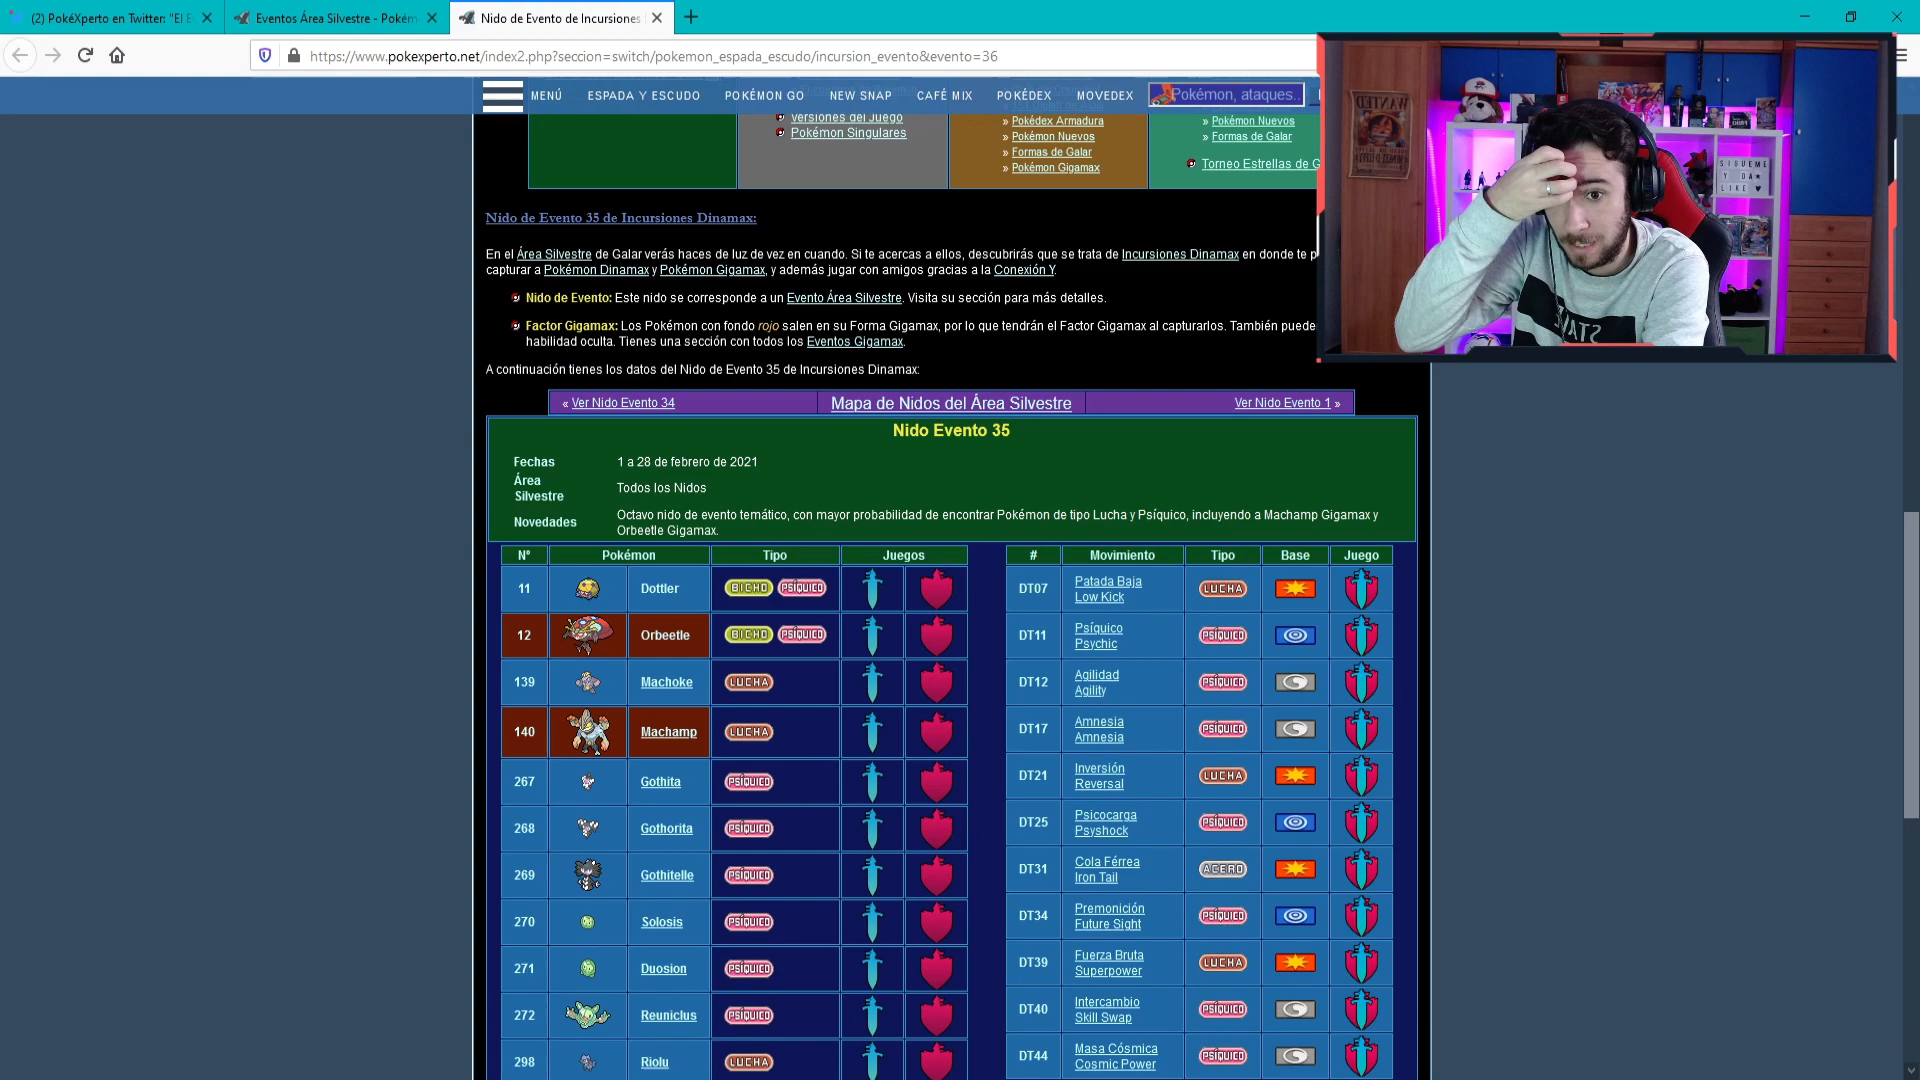 (2) PokéXperto en Twitter: "El E
Eventos Área Silvestre - Pokém
Nido de Evento de Incursiones
https://www.pokexperto.net/index2.php?seccion=switch/pokemon_espada_escudo/incursion_evento&evento=36
MENÚ ESPADA Y ESCUDO POKÉMON GO NEW SNAP CAFÉ MIX POKÉDEX MOVEDEX Pokémon, ataques..
Versiones del Juego
Pokémon Singulares
» Pokédex Armadura
» Pokémon Nuevos
» Formas de Galar
» Pokémon Gigamax
» Pokémon Nuevos
» Formas de Galar
Torneo Estrellas de G
WANTED
SIGUEME
Y DA
LIKE ♥
Nido de Evento 35 de Incursiones Dinamax:
En el Área Silvestre de Galar verás haces de luz de vez en cuando. Si te acercas a ellos, descubrirás que se trata de Incursiones Dinamax en donde te p
capturar a Pokémon Dinamax y Pokémon Gigamax, y además jugar con amigos gracias a la Conexión Y.
Nido de Evento: Este nido se corresponde a un Evento Área Silvestre. Visita su sección para más detalles.
Factor Gigamax: Los Pokémon con fondo rojo salen en su Forma Gigamax, por lo que tendrán el Factor Gigamax al capturarlos. También puede
habilidad oculta. Tienes una sección con todos los Eventos Gigamax.
A continuación tienes los datos del Nido de Evento 35 de Incursiones Dinamax:
« Ver Nido Evento 34 Mapa de Nidos del Área Silvestre Ver Nido Evento 1 »
Nido Evento 35
Fechas 1 a 28 de febrero de 2021
Área
Silvestre Todos los Nidos
Novedades Octavo nido de evento temático, con mayor probabilidad de encontrar Pokémon de tipo Lucha y Psíquico, incluyendo a Machamp Gigamax y
Orbeetle Gigamax.
Nº Pokémon Tipo Juegos
11 Dottler BICHO PSÍQUICO
12 Orbeetle BICHO PSÍQUICO
139 Machoke LUCHA
140 Machamp LUCHA
267 Gothita PSÍQUICO
268 Gothorita PSÍQUICO
269 Gothitelle PSÍQUICO
270 Solosis PSÍQUICO
271 Duosion PSÍQUICO
272 Reuniclus PSÍQUICO
298 Riolu LUCHA
# Movimiento Tipo Base Juego
DT07 Patada Baja LUCHA
Low Kick
DT11 Psíquico PSÍQUICO
Psychic
DT12 Agilidad PSÍQUICO
Agility
DT17 Amnesia PSÍQUICO
Amnesia
DT21 Inversión LUCHA
Reversal
DT25 Psicocarga PSÍQUICO
Psyshock
DT31 Cola Férrea ACERO
Iron Tail
DT34 Premonición PSÍQUICO
Future Sight
DT39 Fuerza Bruta LUCHA
Superpower
DT40 Intercambio PSÍQUICO
Skill Swap
DT44 Masa Cósmica PSÍQUICO
Cosmic Power